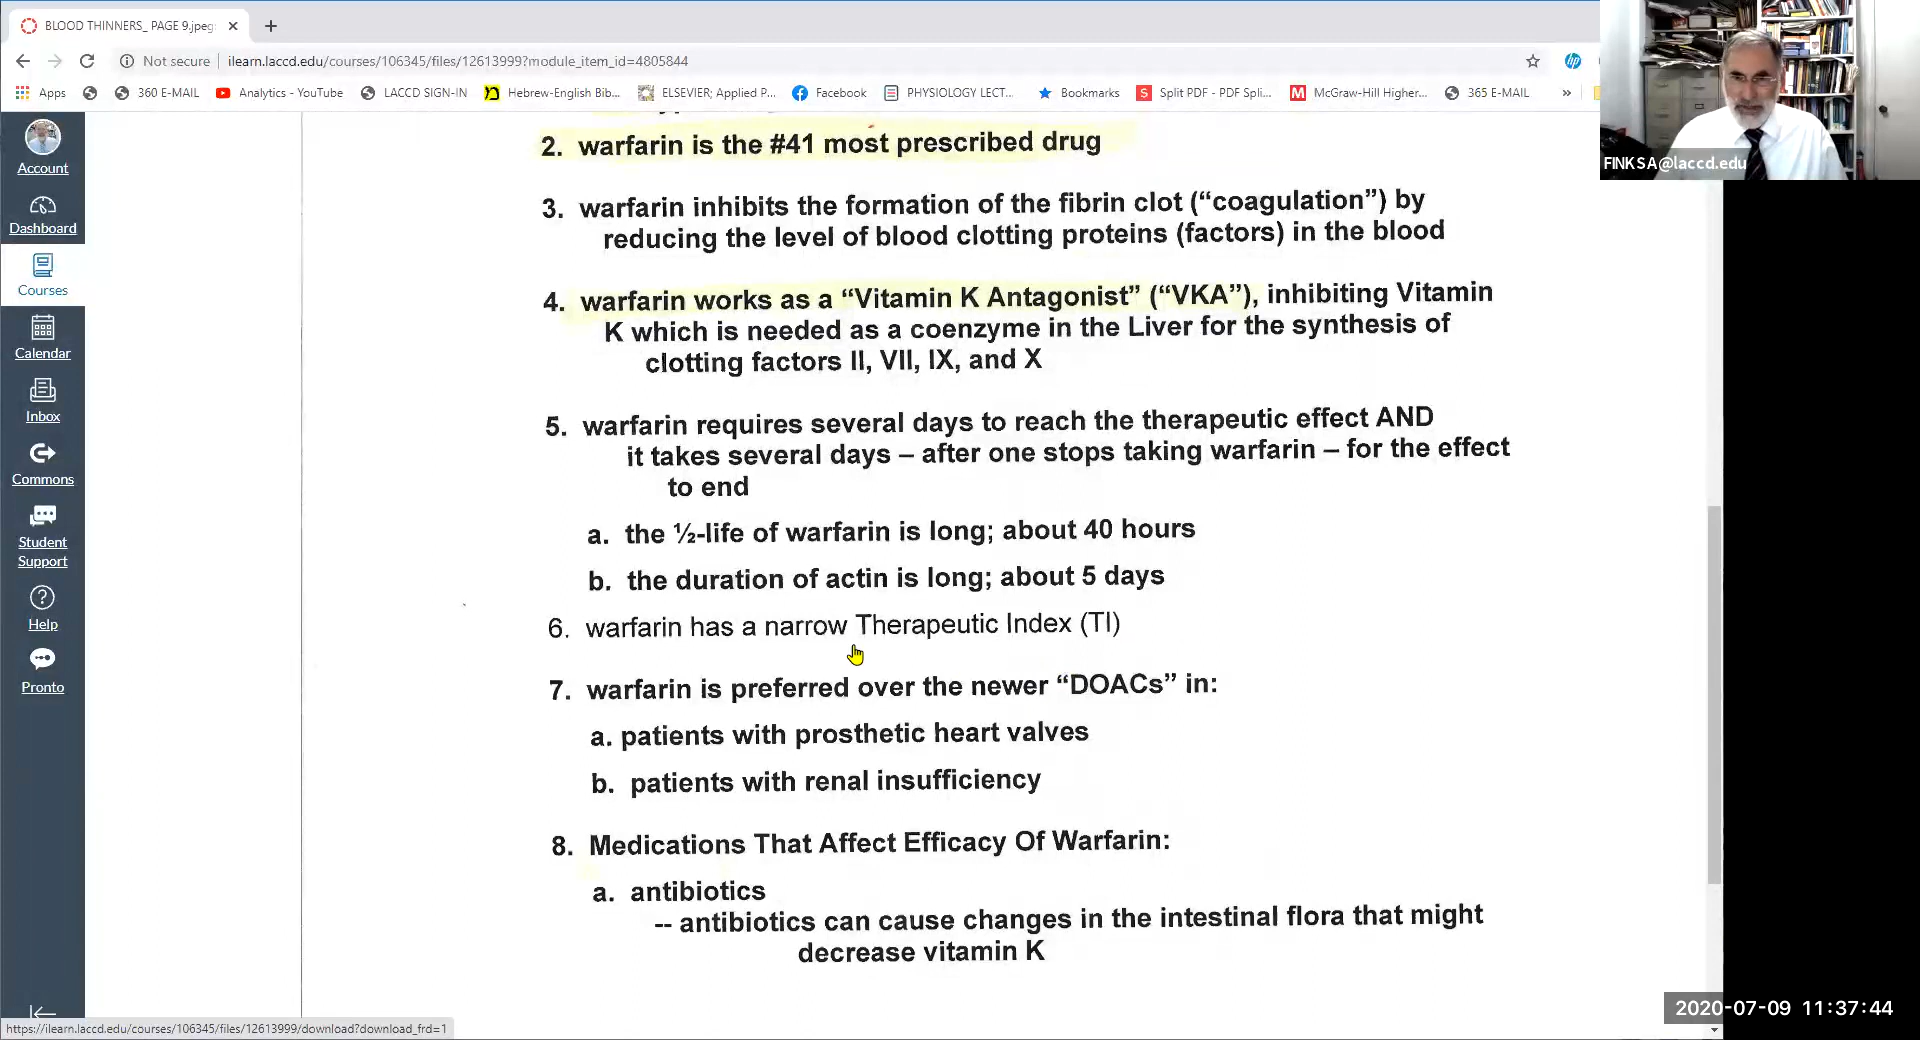 BLOOD THINNERS_ PAGE 9.jpeg
Not secure ilearn.laccd.edu/courses/106345/files/12613999?module_item_id=4805844
Apps 360 E-MAIL Analytics - YouTube LACCD SIGN-IN Hebrew-English Bib... ELSEVIER; Applied P... Facebook PHYSIOLOGY LECT... Bookmarks Split PDF - PDF Spli... McGraw-Hill Higher... 365 E-MAIL »
FINKSA@laccd.edu
Account
Dashboard
Courses
Calendar
Inbox
Commons
Student
Support
Help
Pronto
2. warfarin is the #41 most prescribed drug
3. warfarin inhibits the formation of the fibrin clot (“coagulation”) by
reducing the level of blood clotting proteins (factors) in the blood
4. warfarin works as a “Vitamin K Antagonist” (“VKA”), inhibiting Vitamin
K which is needed as a coenzyme in the Liver for the synthesis of
clotting factors II, VII, IX, and X
5. warfarin requires several days to reach the therapeutic effect AND
it takes several days – after one stops taking warfarin – for the effect
to end
a. the ½-life of warfarin is long; about 40 hours
b. the duration of actin is long; about 5 days
6. warfarin has a narrow Therapeutic Index (TI)
7. warfarin is preferred over the newer “DOACs” in:
a. patients with prosthetic heart valves
b. patients with renal insufficiency
8. Medications That Affect Efficacy Of Warfarin:
a. antibiotics
-- antibiotics can cause changes in the intestinal flora that might
decrease vitamin K
https://ilearn.laccd.edu/courses/106345/files/12613999/download?download_frd=1
2020-07-09 11:37:44